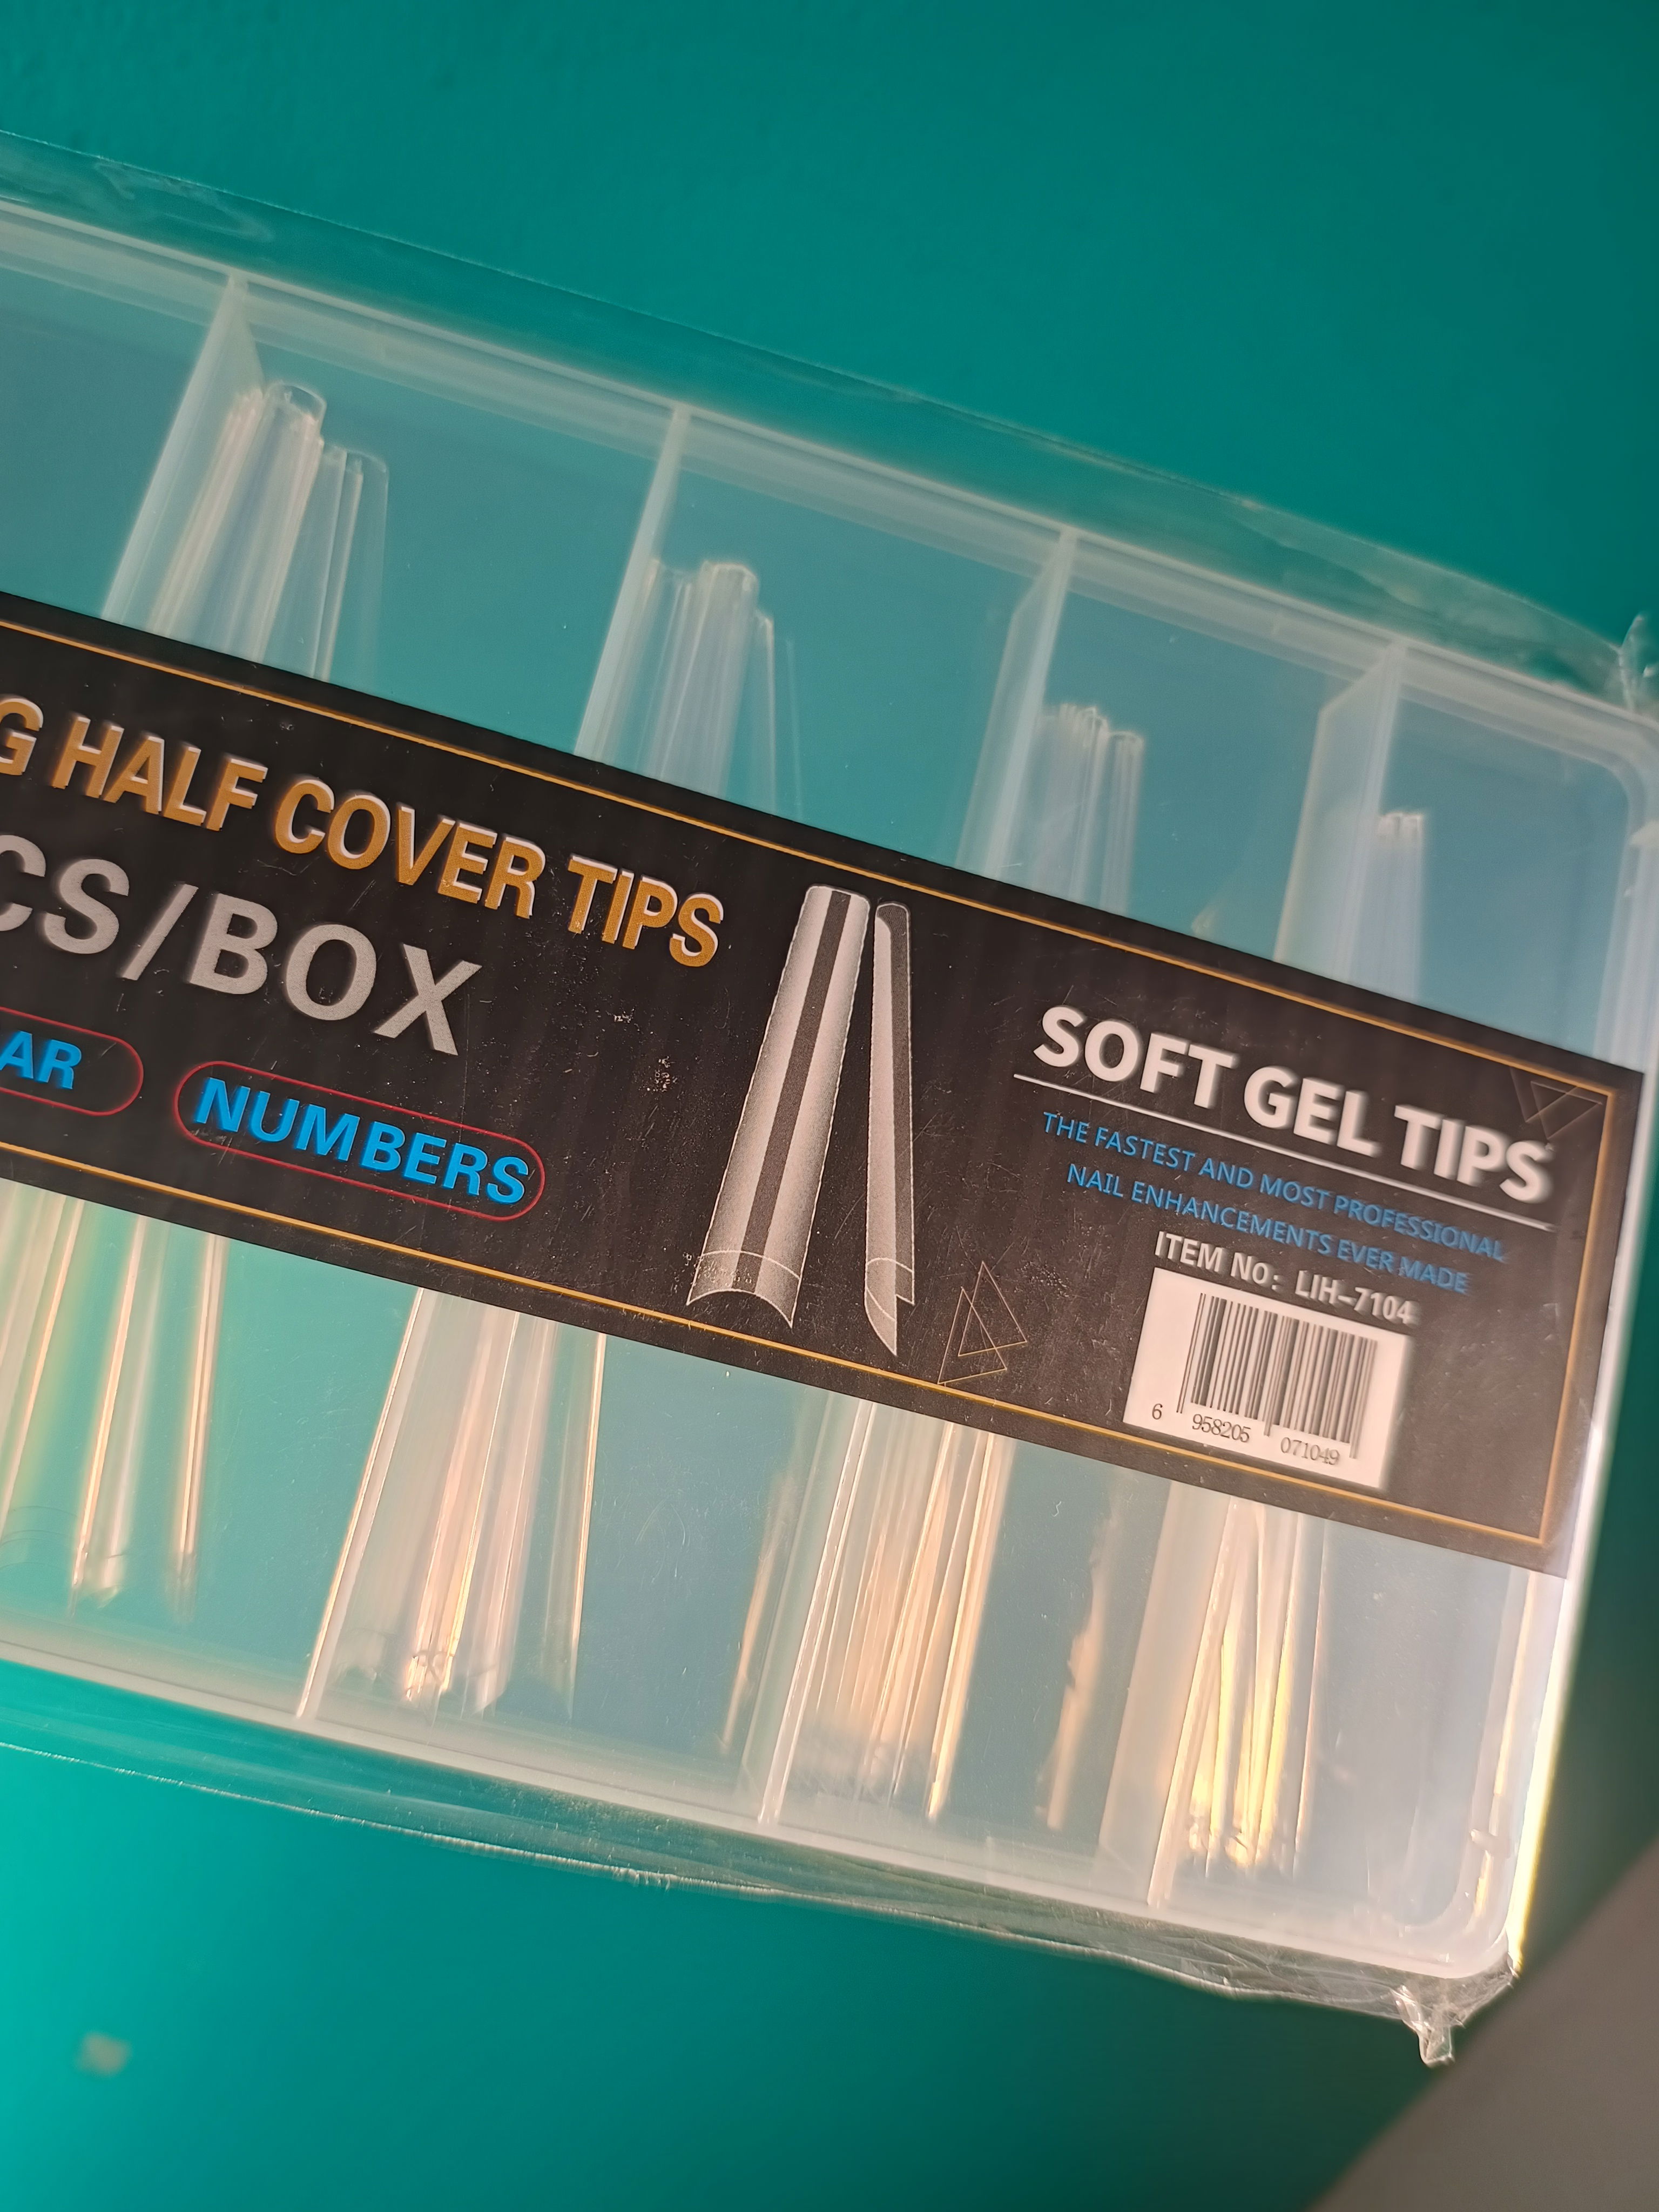 G HALF COVER TIPS
CS/BOX
AR
NUMBERS
SOFT GEL TIPS
THE FASTEST AND MOST PROFESSIONAL
NAIL ENHANCEMENTS EVER MADE
ITEM NO: LIH-7104
6 958205 071049